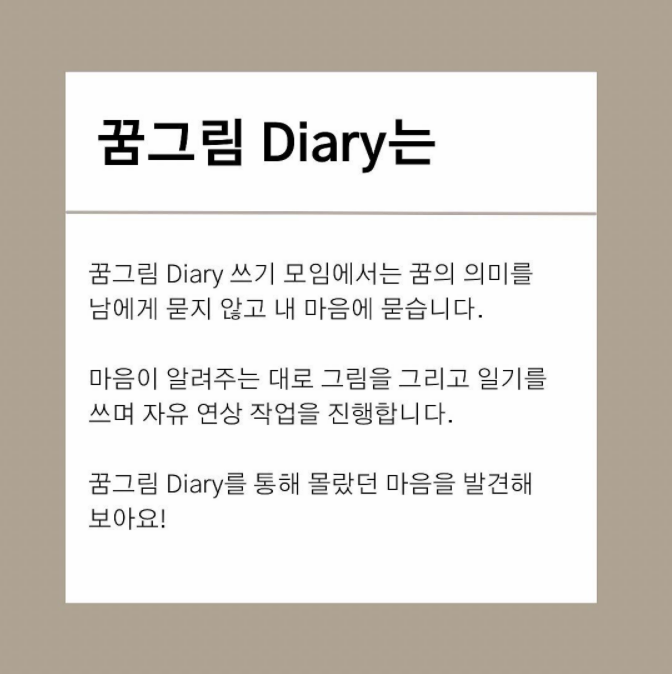 꿈그림 Diary는
꿈그림 Diary 쓰기 모임에서는 꿈의 의미를
남에게 묻지 않고 내 마음에 묻습니다.
마음이 알려주는 대로 그림을 그리고 일기를
쓰며 자유 연상 작업을 진행합니다.
꿈그림 Diary를 통해 몰랐던 마음을 발견해
보아요!